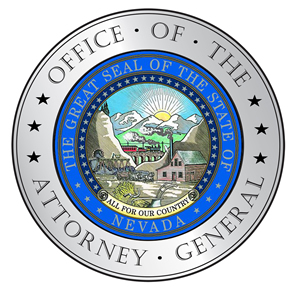 OFFICE · OF · THE
ATTORNEY · GENERAL
THE GREAT SEAL OF THE STATE OF
NEVADA
ALL FOR OUR COUNTRY